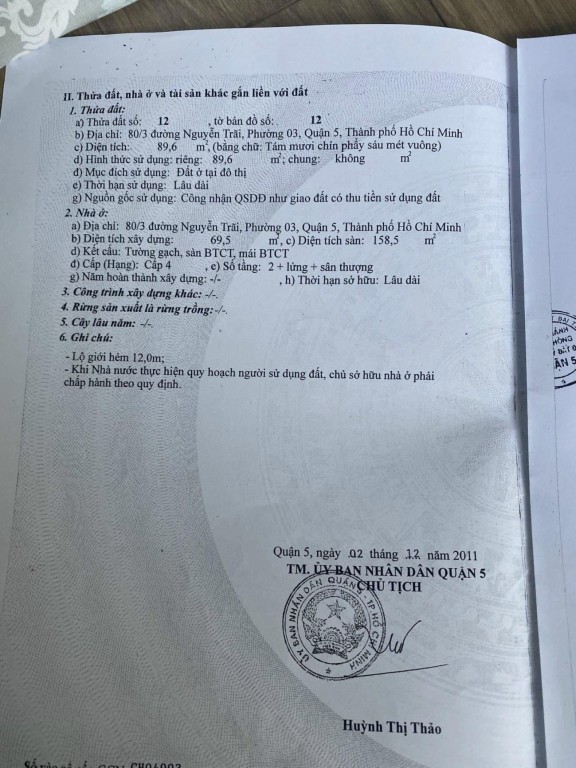 II. Thửa đất, nhà ở và tài sản khác gắn liền với đất
1. Thửa đất:
a) Thửa đất số: 12 , tờ bản đồ số: 12
b) Địa chỉ: 80/3 đường Nguyễn Trãi, Phường 03, Quận 5, Thành phố Hồ Chí Minh
c) Diện tích: 89,6 m², (bằng chữ: Tám mươi chín phẩy sáu mét vuông)
d) Hình thức sử dụng: riêng: 89,6 m²; chung: không m²
đ) Mục đích sử dụng: Đất ở tại đô thị
e) Thời hạn sử dụng: Lâu dài
g) Nguồn gốc sử dụng: Công nhận QSDĐ như giao đất có thu tiền sử dụng đất
2. Nhà ở:
a) Địa chỉ: 80/3 đường Nguyễn Trãi, Phường 03, Quận 5, Thành phố Hồ Chí Minh
b) Diện tích xây dựng: 69,5 m², c) Diện tích sàn: 158,5 m²
d) Kết cấu: Tường gạch, sàn BTCT, mái BTCT
đ) Cấp (Hạng): Cấp 4 , e) Số tầng: 2 + lửng + sân thượng
g) Năm hoàn thành xây dựng: -/- , h) Thời hạn sở hữu: Lâu dài
3. Công trình xây dựng khác: -/-.
4. Rừng sản xuất là rừng trồng:-/-.
5. Cây lâu năm: -/-.
6. Ghi chú:
- Lộ giới hẻm 12,0m;
- Khi Nhà nước thực hiện quy hoạch người sử dụng đất, chủ sở hữu nhà ở phải
chấp hành theo quy định.
Quận 5, ngày 02 tháng 12 năm 2011
TM. ỦY BAN NHÂN DÂN QUẬN 5
CHỦ TỊCH
ỦY BAN NHÂN DÂN QUẬN 5 - TP HỒ CHÍ MINH
Huỳnh Thị Thảo